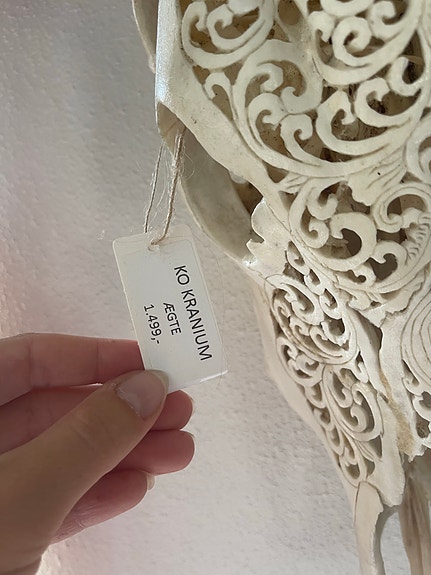 KO KRANIUM
ÆGTE
1.499,-